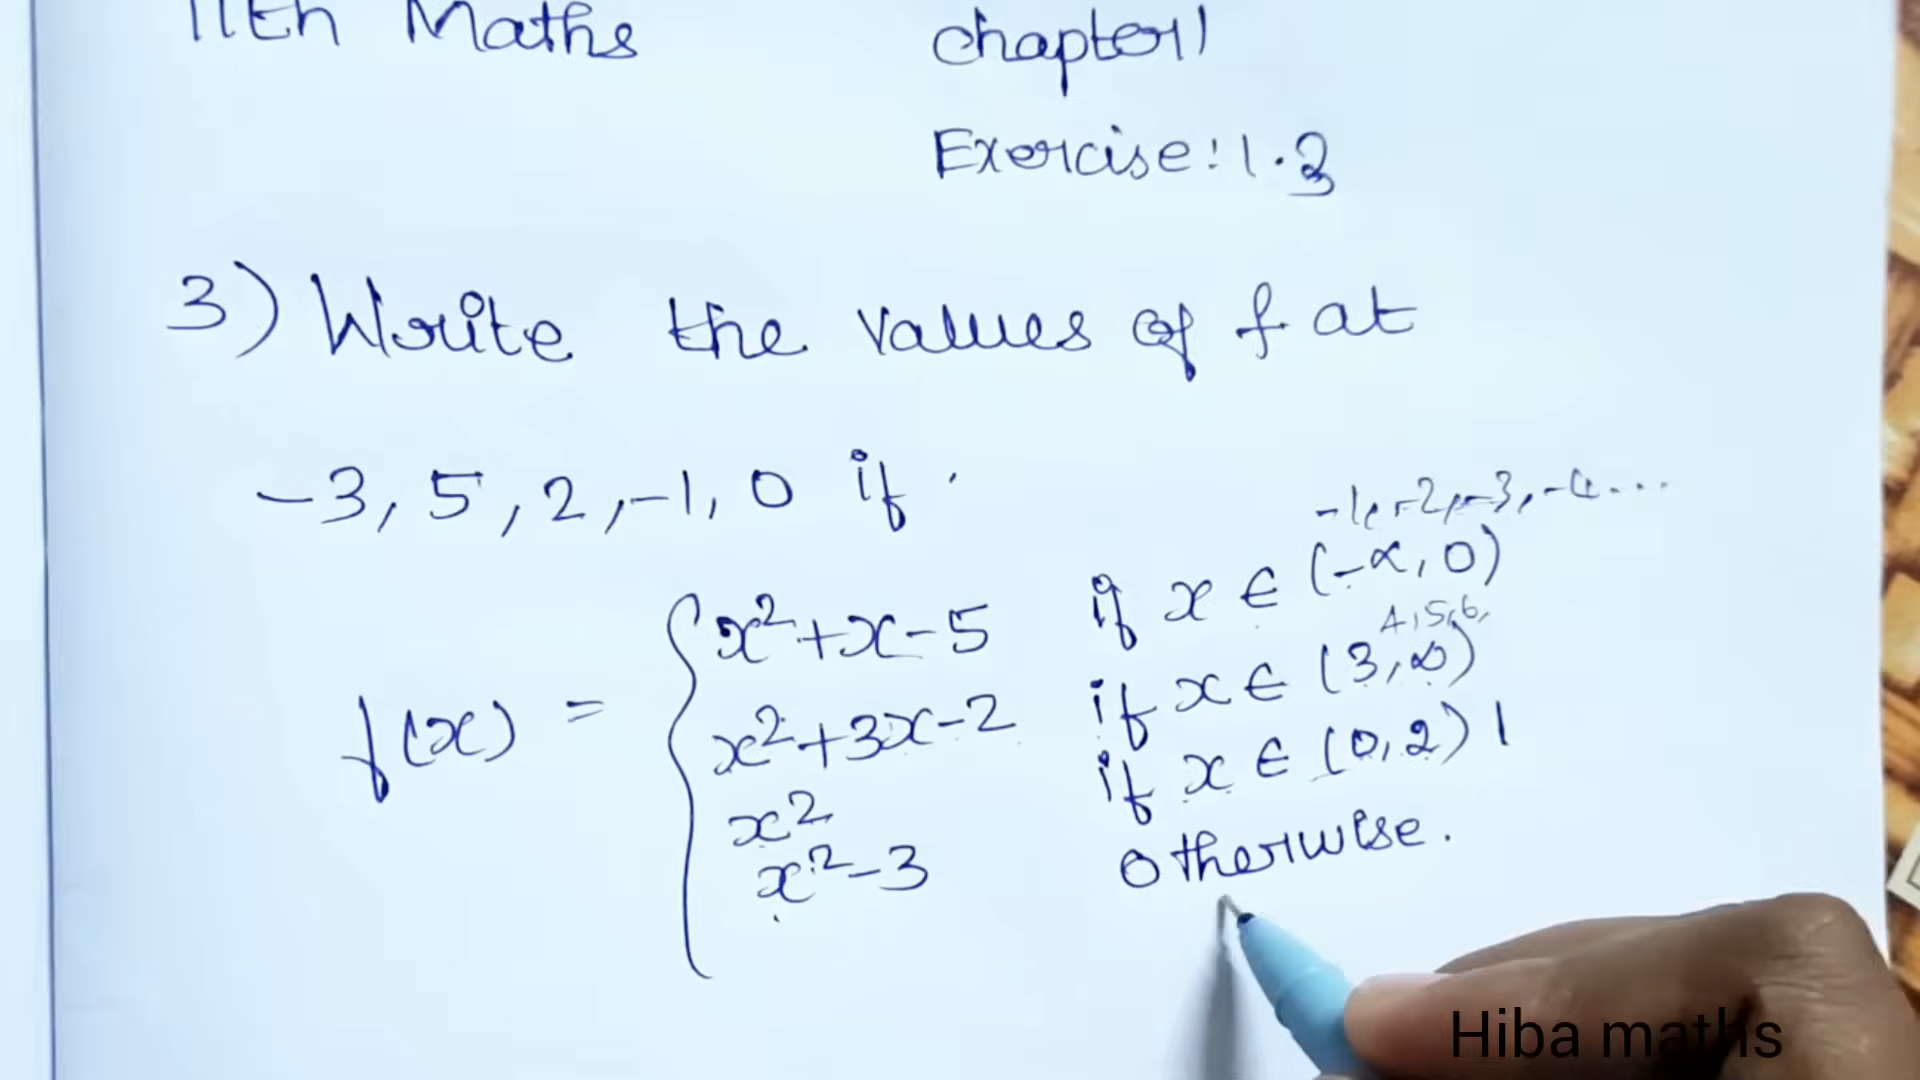 11th Maths chapter 1
Exercise: 1.3
3) Write the values of f at
-3, 5, 2, -1, 0 if
-1, -2, -3, -4...
x²+x-5 if x ∈ (-∞, 0)
4,5,6,
f(x) = { x²+3x-2 if x ∈ (3, ∞)
x² if x ∈ (0, 2) 1
x²-3 otherwise.
Hiba maths